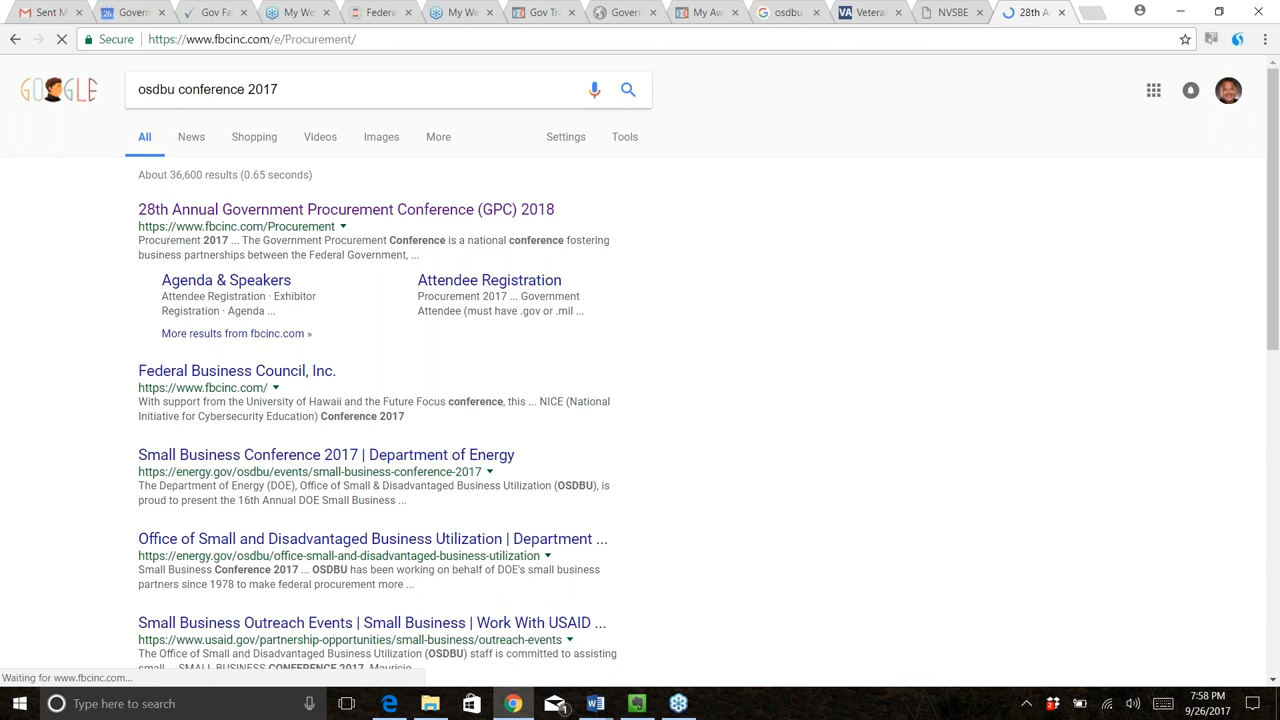 Sent M
Govern
Gov Fa
My We
Federa
My We
Gov Tr
Govern
My Awa
osdbu
Vetera
NVSBE
28th A
Secure
https://www.fbcinc.com/e/Procurement/
GOOGLE
osdbu conference 2017
All
News
Shopping
Videos
Images
More
Settings
Tools
About 36,600 results (0.65 seconds)
28th Annual Government Procurement Conference (GPC) 2018
https://www.fbcinc.com/Procurement
Procurement 2017 ... The Government Procurement Conference is a national conference fostering
business partnerships between the Federal Government, ...
Agenda & Speakers
Attendee Registration · Exhibitor
Registration · Agenda ...
Attendee Registration
Procurement 2017 ... Government
Attendee (must have .gov or .mil ...
More results from fbcinc.com »
Federal Business Council, Inc.
https://www.fbcinc.com/
With support from the University of Hawaii and the Future Focus conference, this ... NICE (National
Initiative for Cybersecurity Education) Conference 2017
Small Business Conference 2017 | Department of Energy
https://energy.gov/osdbu/events/small-business-conference-2017
The Department of Energy (DOE), Office of Small & Disadvantaged Business Utilization (OSDBU), is
proud to present the 16th Annual DOE Small Business ...
Office of Small and Disadvantaged Business Utilization | Department ...
https://energy.gov/osdbu/office-small-and-disadvantaged-business-utilization
Small Business Conference 2017 ... OSDBU has been working on behalf of DOE's small business
partners since 1978 to make federal procurement more ...
Small Business Outreach Events | Small Business | Work With USAID ...
https://www.usaid.gov/partnership-opportunities/small-business/outreach-events
The Office of Small and Disadvantaged Business Utilization (OSDBU) staff is committed to assisting
small ... SMALL BUSINESS CONFERENCE 2017. Mauricio
Waiting for www.fbcinc.com...
Type here to search
7:58 PM
9/26/2017